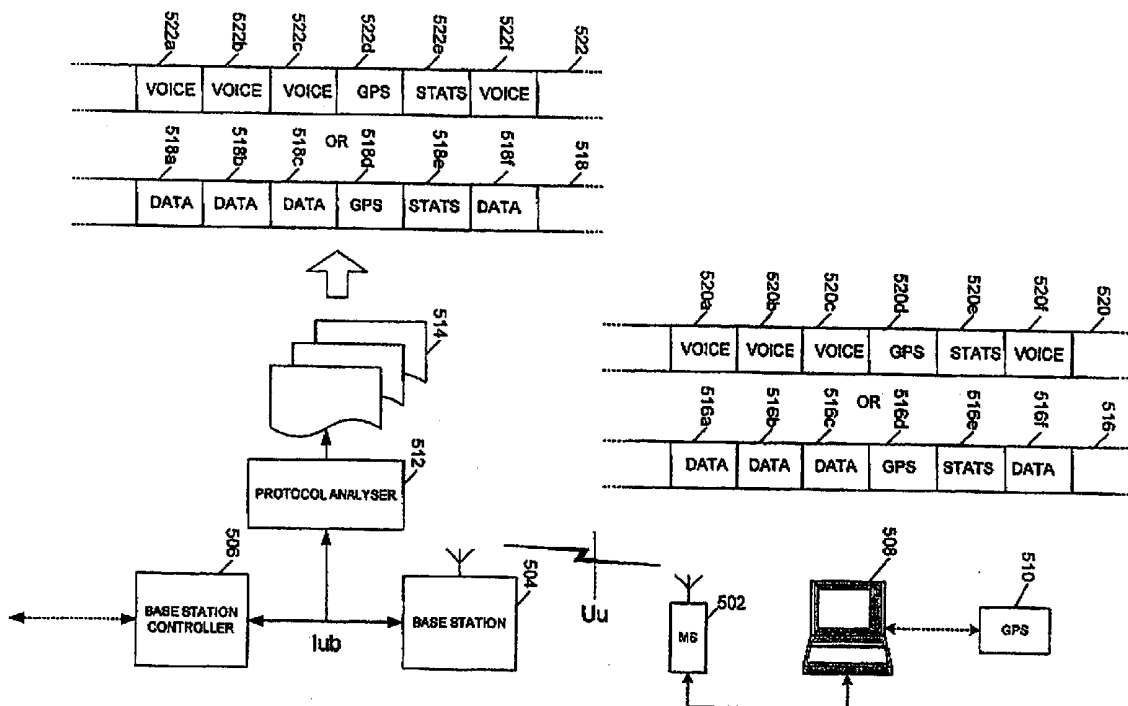 522a 522b 522c 522d 522e 522f 522
VOICE VOICE VOICE GPS STATS VOICE
OR
518a 518b 518c 518d 518e 518f 518
DATA DATA DATA GPS STATS DATA
514
512
PROTOCOL ANALYSER
520a 520b 520c 520d 520e 520f 520
VOICE VOICE VOICE GPS STATS VOICE
OR
516a 516b 516c 516d 516e 516f 516
DATA DATA DATA GPS STATS DATA
506
BASE STATION
CONTROLLER
Iub
504
BASE STATION
Uu
502
MS
508
510
GPS